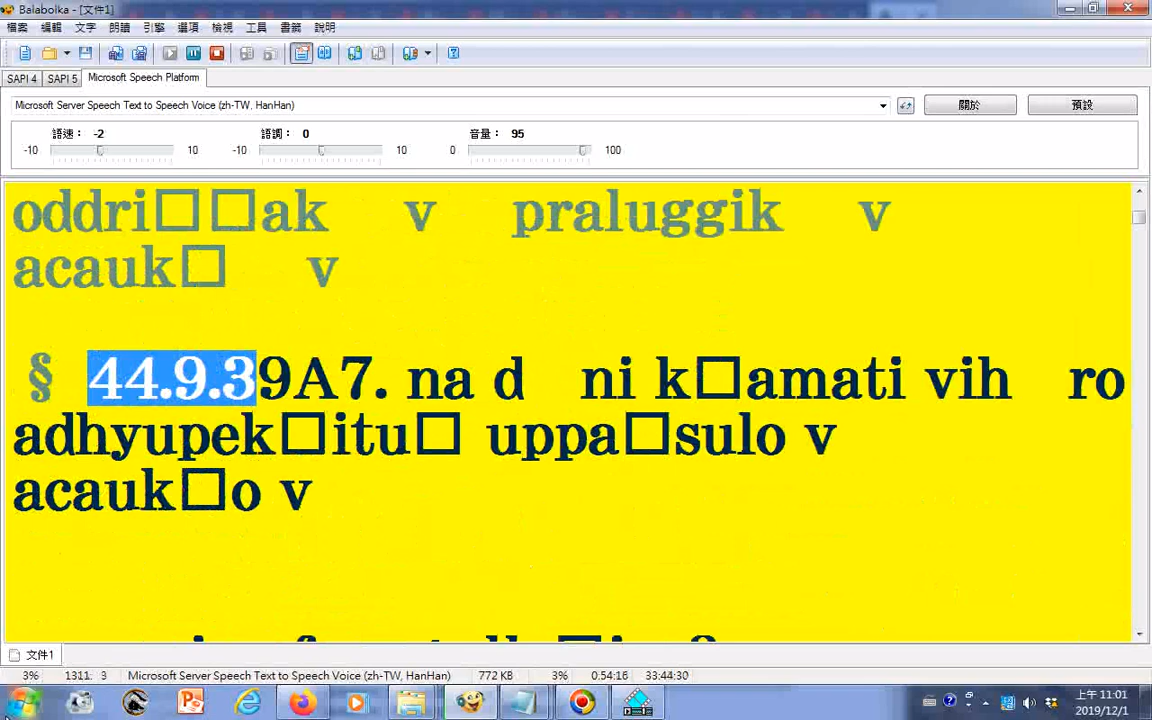 Balabolka - [文件1]
檔案 編輯 文字 朗讀 引擎 選項 檢視 工具 書籤 說明
SAPI 4 SAPI 5 Microsoft Speech Platform
Microsoft Server Speech Text to Speech Voice (zh-TW, HanHan) 關於 預設
語速： -2 語調： 0 音量： 95
-10 10 -10 10 0 100
oddri□□ak v praluggik v
acauk□ v
§ 44.9.39A7. na d ni k□amati vih ro
adhyupek□itu□ uppa□sulo v
acauk□o v
文件1
3% 1311: 3 Microsoft Server Speech Text to Speech Voice (zh-TW, HanHan) 772 KB 3% 0:54:16 33:44:30
上午 11:01
2019/12/1